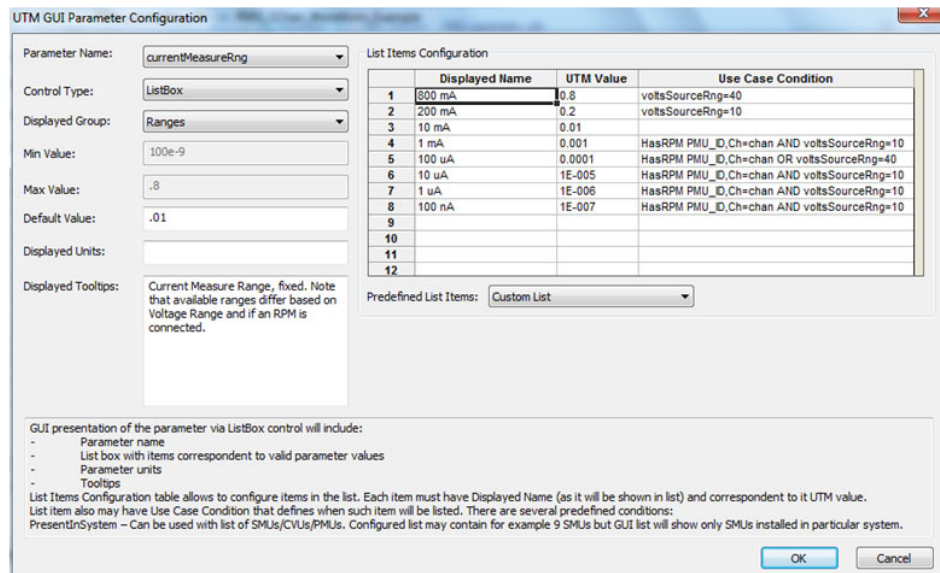 UTM GUI Parameter Configuration
Parameter Name: currentMeasureRng
Control Type: ListBox
Displayed Group: Ranges
Min Value: 100e-9
Max Value: .8
Default Value: .01
Displayed Units:
Displayed Tooltips: Current Measure Range, fixed. Note
that available ranges differ based on
Voltage Range and if an RPM is
connected.
List Items Configuration
Displayed Name UTM Value Use Case Condition
1 800 mA 0.8 voltsSourceRng=40
2 200 mA 0.2 voltsSourceRng=10
3 10 mA 0.01
4 1 mA 0.001 HasRPM PMU_ID,Ch=chan AND voltsSourceRng=10
5 100 uA 0.0001 HasRPM PMU_ID,Ch=chan OR voltsSourceRng=40
6 10 uA 1E-005 HasRPM PMU_ID,Ch=chan AND voltsSourceRng=10
7 1 uA 1E-006 HasRPM PMU_ID,Ch=chan AND voltsSourceRng=10
8 100 nA 1E-007 HasRPM PMU_ID,Ch=chan AND voltsSourceRng=10
9
10
11
12
Predefined List Items: Custom List
GUI presentation of the parameter via ListBox control will include:
- Parameter name
- List box with items correspondent to valid parameter values
- Parameter units
- Tooltips
List Items Configuration table allows to configure items in the list. Each item must have Displayed Name (as it will be shown in list) and correspondent to it UTM value.
List item also may have Use Case Condition that defines when such item will be listed. There are several predefined conditions:
PresentInSystem – Can be used with list of SMUs/CVUs/PMUs. Configured list may contain for example 9 SMUs but GUI list will show only SMUs installed in particular system.
OK Cancel